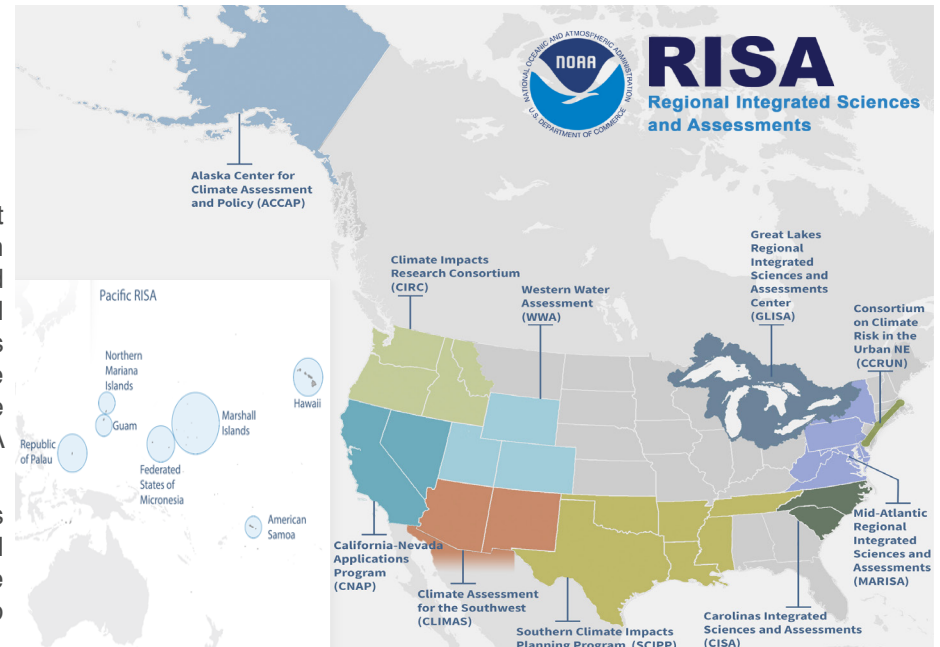 NATIONAL OCEANIC AND ATMOSPHERIC ADMINISTRATION
NOAA
U.S. DEPARTMENT OF COMMERCE
RISA
Regional Integrated Sciences
and Assessments
Alaska Center for
Climate Assessment
and Policy (ACCAP)
Climate Impacts
Research Consortium
(CIRC)
Western Water
Assessment
(WWA)
Great Lakes
Regional
Integrated
Sciences and
Assessments
Center
(GLISA)
Consortium
on Climate
Risk in the
Urban NE
(CCRUN)
Pacific RISA
Northern
Mariana
Islands
Guam
Republic
of Palau
Federated
States of
Micronesia
Marshall
Islands
Hawaii
American
Samoa
California-Nevada
Applications
Program
(CNAP)
Climate Assessment
for the Southwest
(CLIMAS)
Southern Climate Impacts
Planning Program (SCIPP)
Carolinas Integrated
Sciences and Assessments
(CISA)
Mid-Atlantic
Regional
Integrated
Sciences and
Assessments
(MARISA)